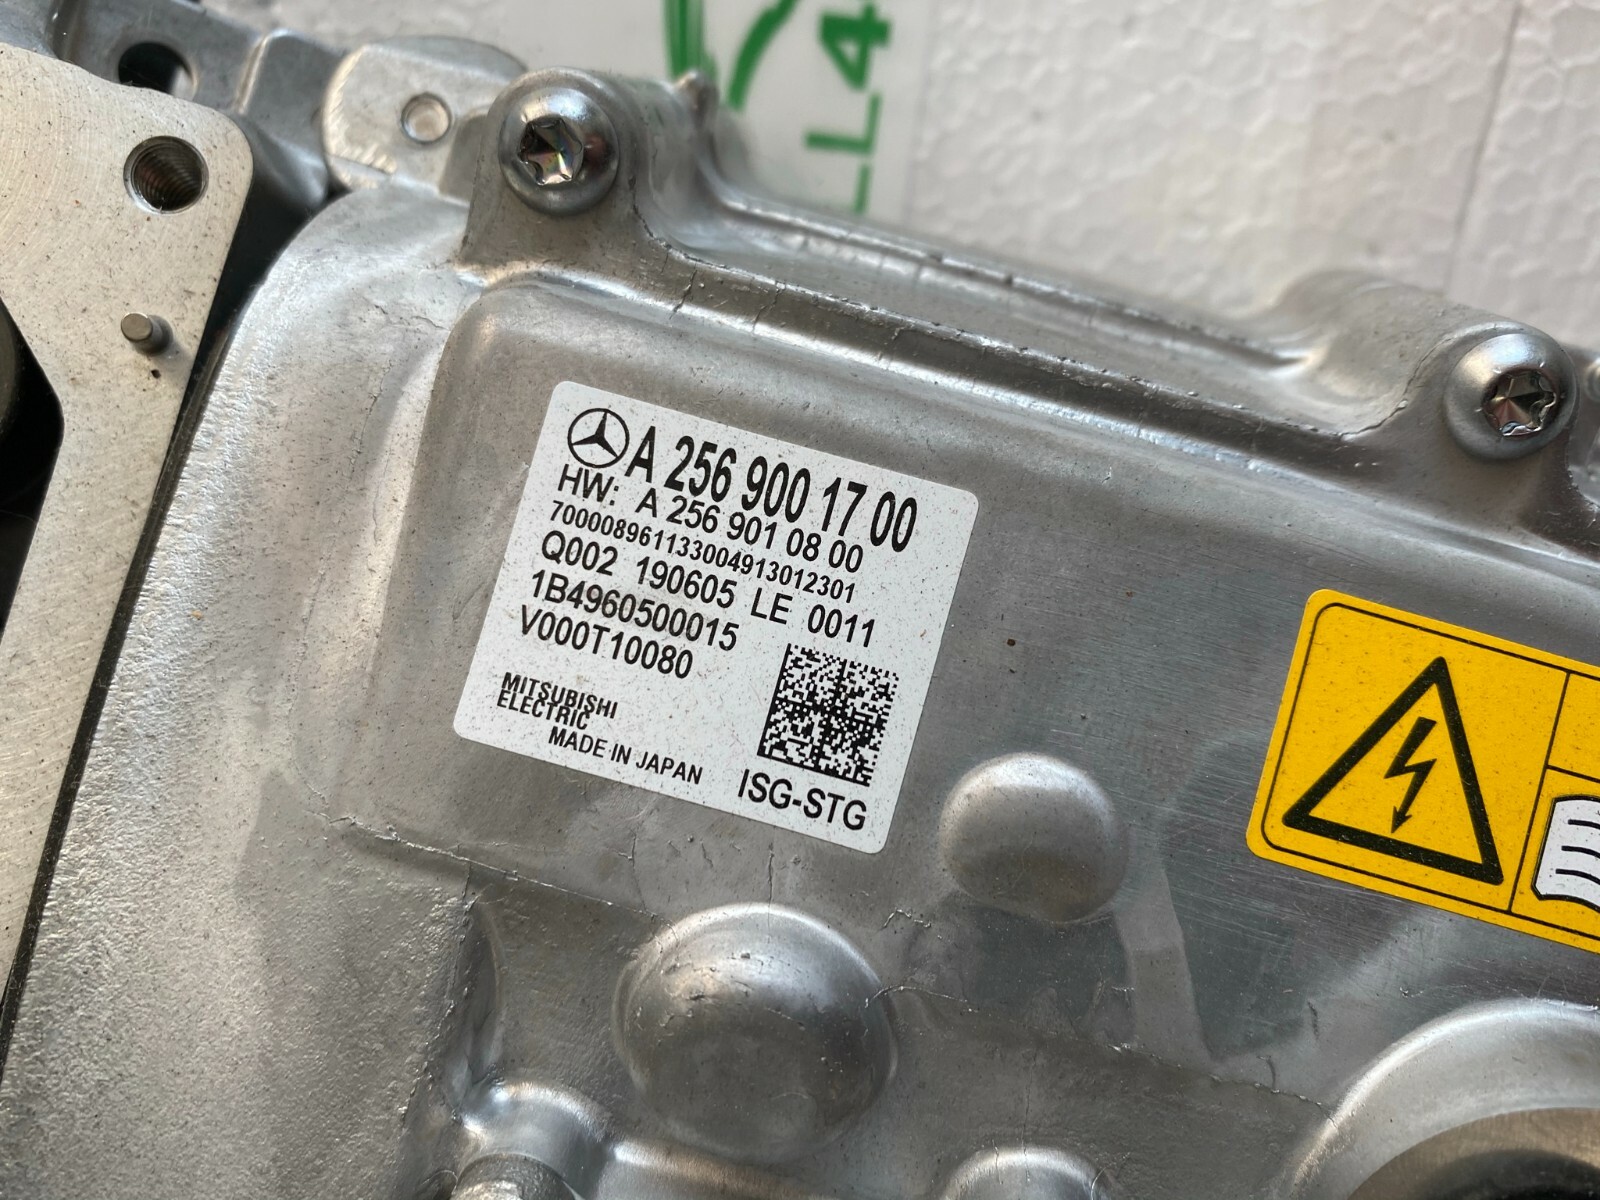 LL4
A 256 900 17 00
HW: A 256 901 08 00
700008961133004913012301
Q002 190605 LE 0011
1B4960500015
V000T10080
MITSUBISHI
ELECTRIC
MADE IN JAPAN
ISG-STG